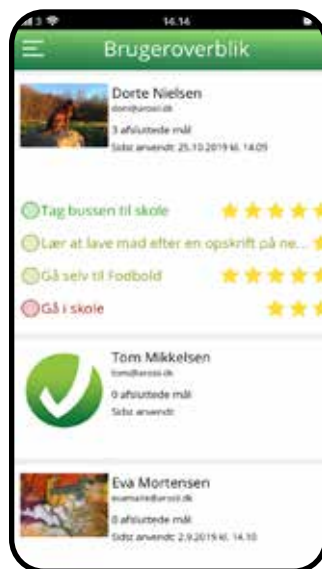 14.14
Brugeroverblik
Dorte Nielsen
3 afsluttede mål
Sidst anvendt: 25.10.2019 kl. 14.09
Tag bussen til skole
Lær at lave mad efter en opskrift på ne...
Gå selv til Fodbold
Gå i skole
Tom Mikkelsen
0 afsluttede mål
Sidst anvendt:
Eva Mortensen
0 afsluttede mål
Sidst anvendt: 2.9.2019 kl. 14.10